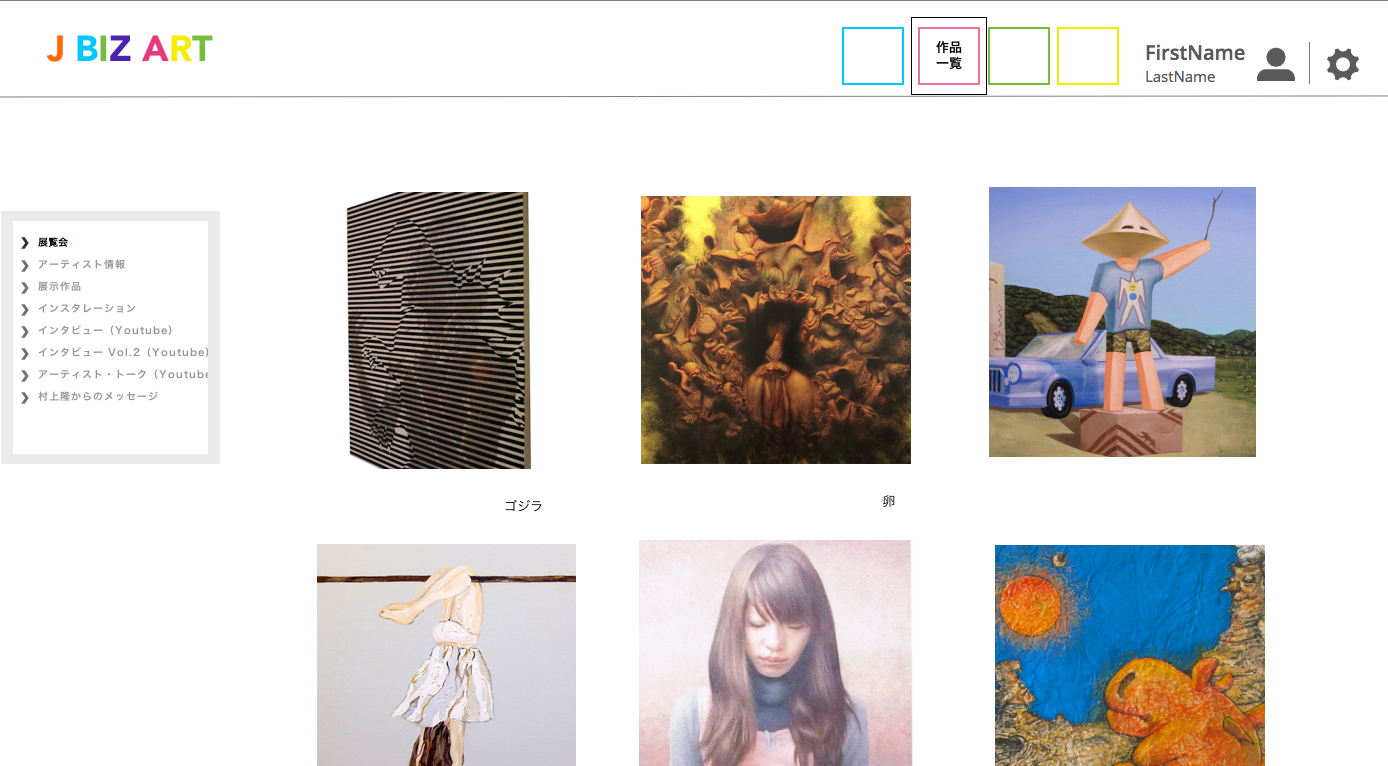 J BIZ ART
作品
一覧
FirstName
LastName
展覧会
アーティスト情報
展示作品
インスタレーション
インタビュー（Youtube）
インタビュー Vol.2（Youtube）
アーティスト・トーク（Youtube
村上隆からのメッセージ
ゴジラ
卵